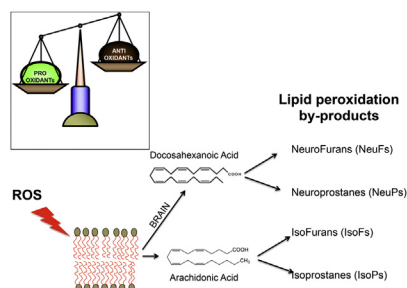 PRO
OXIDANTs
ANTI
OXIDANTs
Lipid peroxidation
by-products
Docosahexanoic Acid
COOH
NeuroFurans (NeuFs)
Neuroprostanes (NeuPs)
ROS
BRAIN
IsoFurans (IsoFs)
COOH
CH₃
Arachidonic Acid
Isoprostanes (IsoPs)